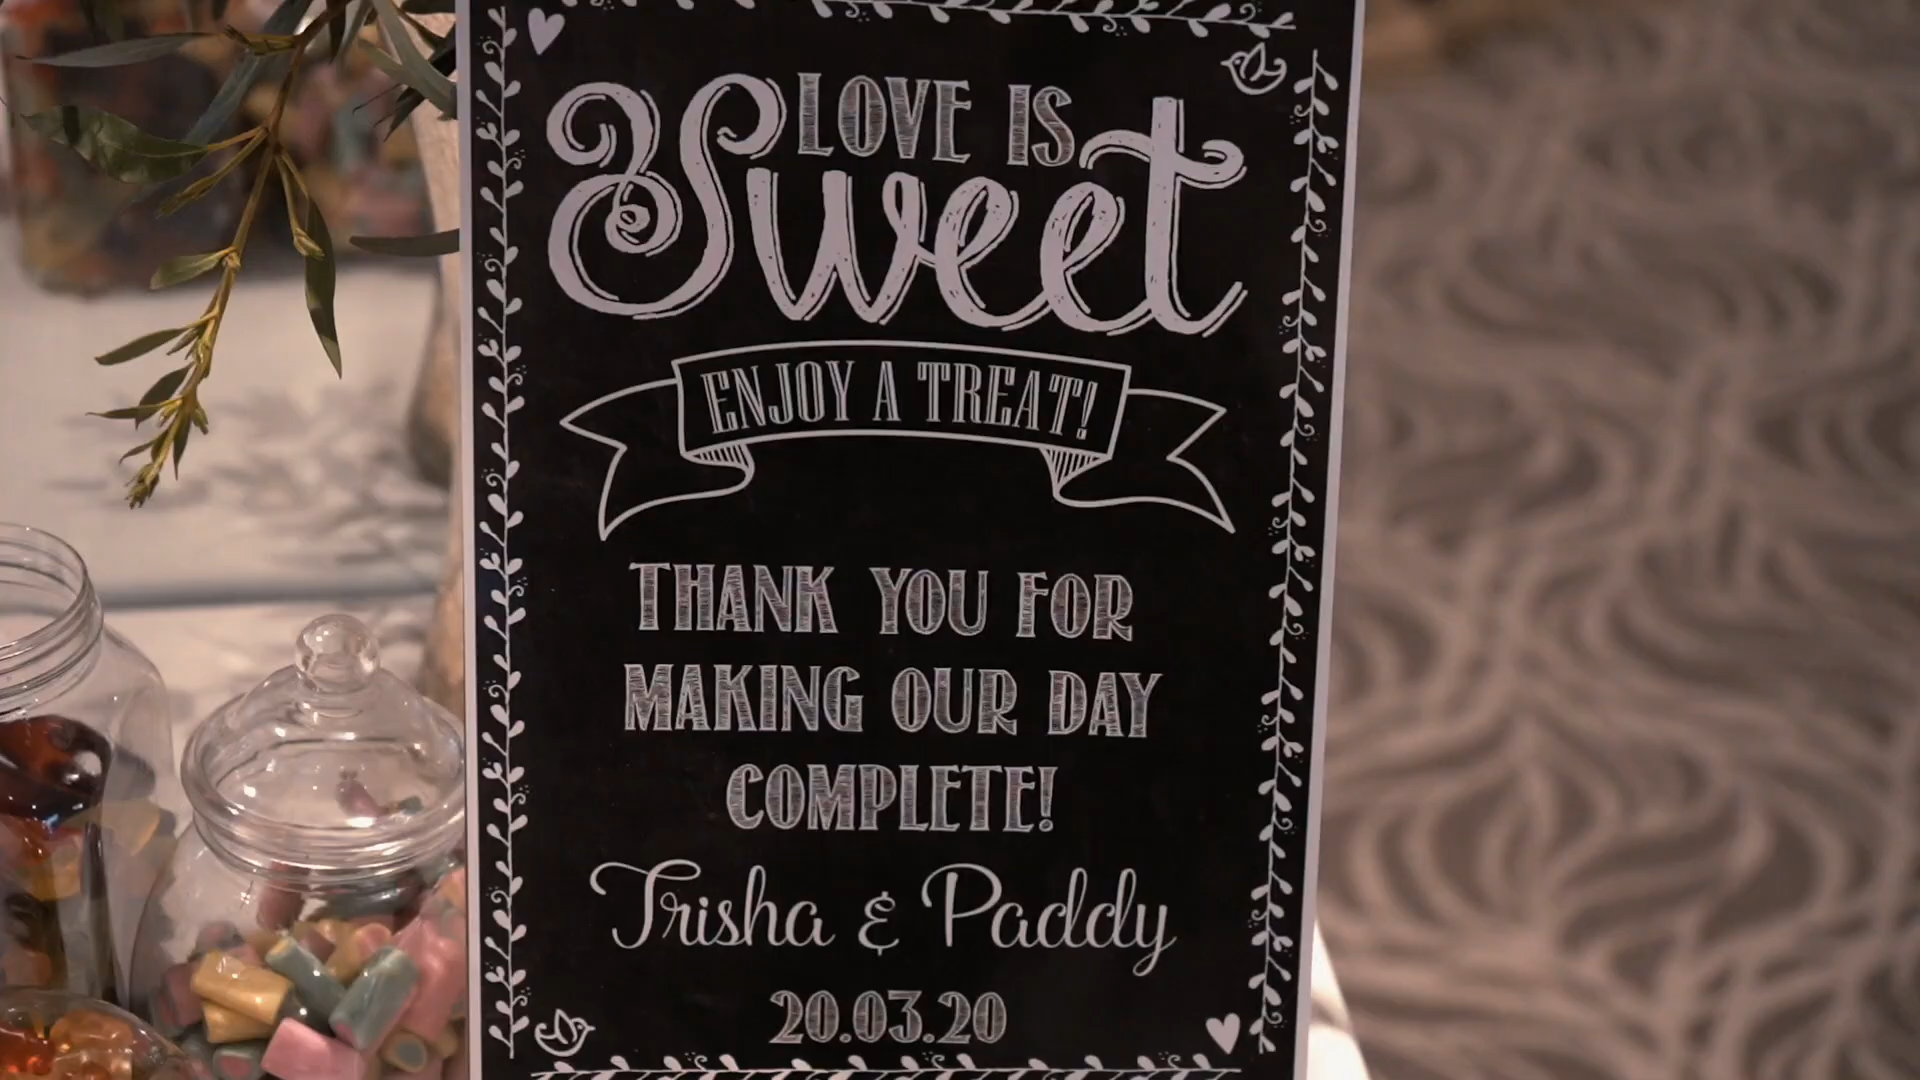 LOVE IS
Sweet
ENJOY A TREAT!
THANK YOU FOR
MAKING OUR DAY
COMPLETE!
Trisha & Paddy
20.03.20